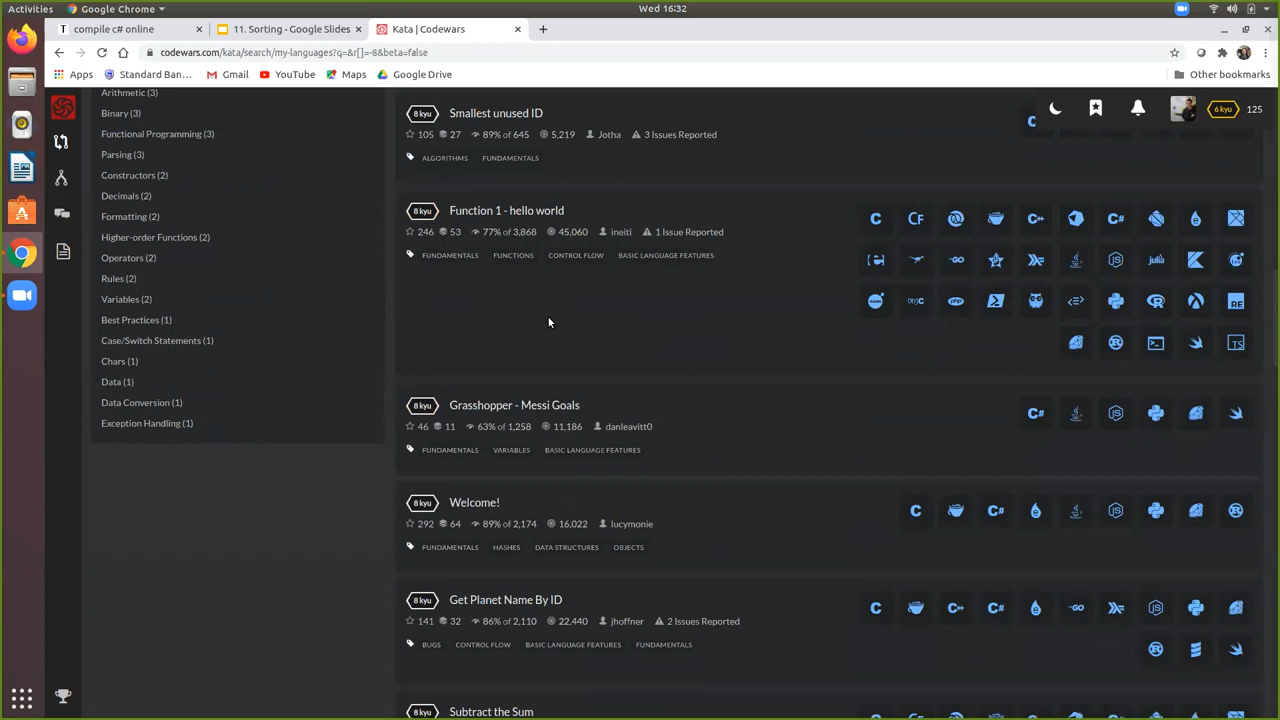 Activities Google Chrome Wed 16:32
compile c# online 11. Sorting - Google Slides Kata | Codewars
codewars.com/kata/search/my-languages?q=&r[]=-8&beta=false
Apps Standard Ban... Gmail YouTube Maps Google Drive Other bookmarks
6 kyu 125
Arithmetic (3)
Binary (3)
Functional Programming (3)
Parsing (3)
Constructors (2)
Decimals (2)
Formatting (2)
Higher-order Functions (2)
Operators (2)
Rules (2)
Variables (2)
Best Practices (1)
Case/Switch Statements (1)
Chars (1)
Data (1)
Data Conversion (1)
Exception Handling (1)
8 kyu Smallest unused ID
105 27 89% of 645 5,219 Jotha 3 Issues Reported
ALGORITHMS FUNDAMENTALS
8 kyu Function 1 - hello world
246 53 77% of 3,868 45,060 ineiti 1 Issue Reported
FUNDAMENTALS FUNCTIONS CONTROL FLOW BASIC LANGUAGE FEATURES
8 kyu Grasshopper - Messi Goals
46 11 63% of 1,258 11,186 danleavitt0
FUNDAMENTALS VARIABLES BASIC LANGUAGE FEATURES
8 kyu Welcome!
292 64 89% of 2,174 16,022 lucymonie
FUNDAMENTALS HASHES DATA STRUCTURES OBJECTS
8 kyu Get Planet Name By ID
141 32 86% of 2,110 22,440 jhoffner 2 Issues Reported
BUGS CONTROL FLOW BASIC LANGUAGE FEATURES FUNDAMENTALS
8 kyu Subtract the Sum